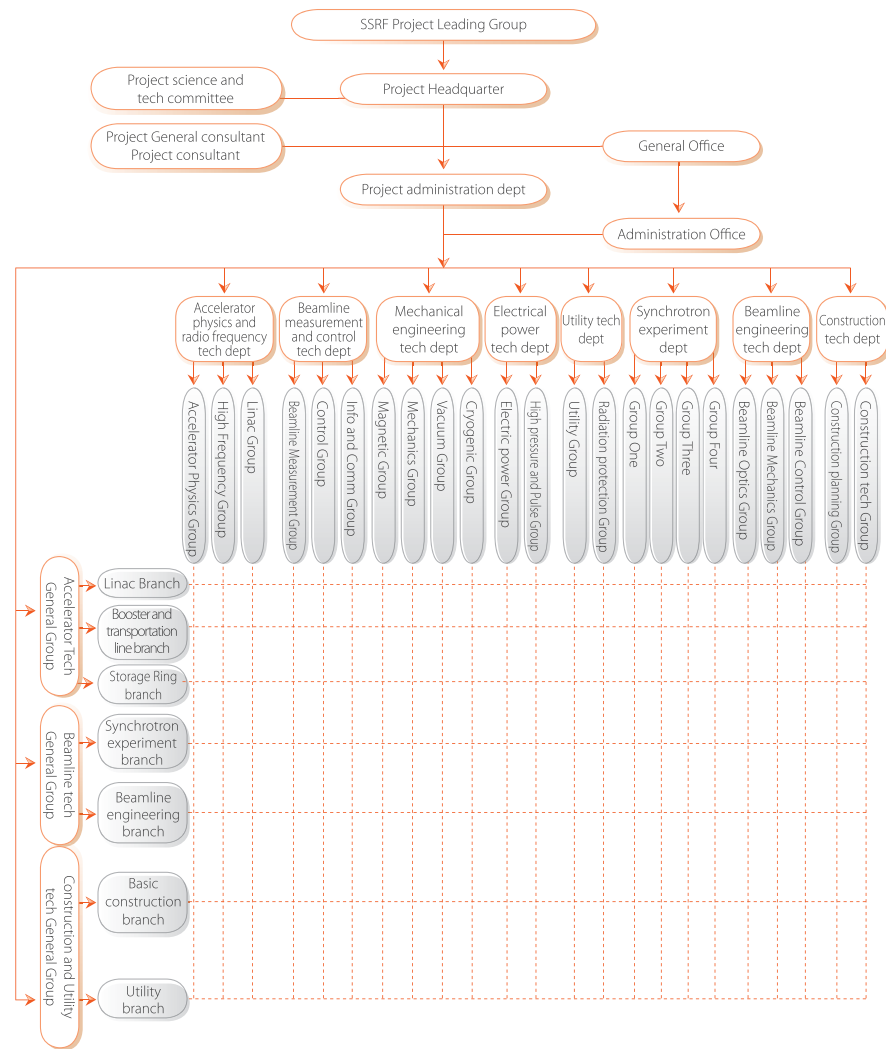 SSRF Project Leading Group
Project science and
tech committee
Project Headquarter
Project General consultant
Project consultant
General Office
Project administration dept
Administration Office
Accelerator
physics and
radio frequency
tech dept
Beamline
measurement
and control
tech dept
Mechanical
engineering
tech dept
Electrical
power
tech dept
Utility tech
dept
Synchrotron
experiment
dept
Beamline
engineering
tech dept
Construction
tech dept
Accelerator Physics Group
High Frequency Group
Linac Group
Beamline Measurement Group
Control Group
Info and Comm Group
Magnetic Group
Mechanics Group
Vacuum Group
Cryogenic Group
Electric power Group
High pressure and Pulse Group
Utility Group
Radiation protection Group
Group One
Group Two
Group Three
Group Four
Beamline Optics Group
Beamline Mechanics Group
Beamline Control Group
Construction planning Group
Construction tech Group
Accelerator Tech
General Group
Linac Branch
Booster and
transportation
line branch
Storage Ring
branch
Beamline tech
General Group
Synchrotron
experiment
branch
Beamline
engineering
branch
Construction and Utility
tech General Group
Basic
construction
branch
Utility
branch